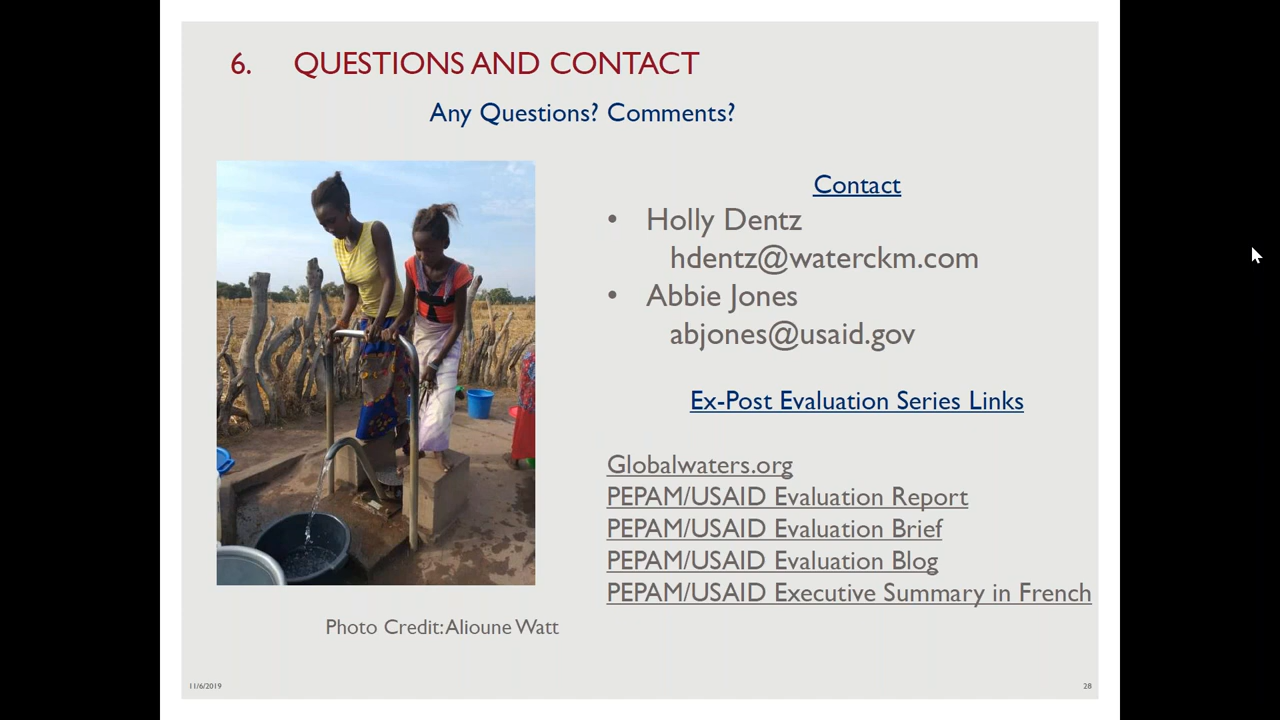 6. QUESTIONS AND CONTACT
Any Questions? Comments?
Contact
• Holly Dentz
hdentz@waterckm.com
• Abbie Jones
abjones@usaid.gov
Ex-Post Evaluation Series Links
Globalwaters.org
PEPAM/USAID Evaluation Report
PEPAM/USAID Evaluation Brief
PEPAM/USAID Evaluation Blog
PEPAM/USAID Executive Summary in French
Photo Credit: Alioune Watt
11/6/2019
28